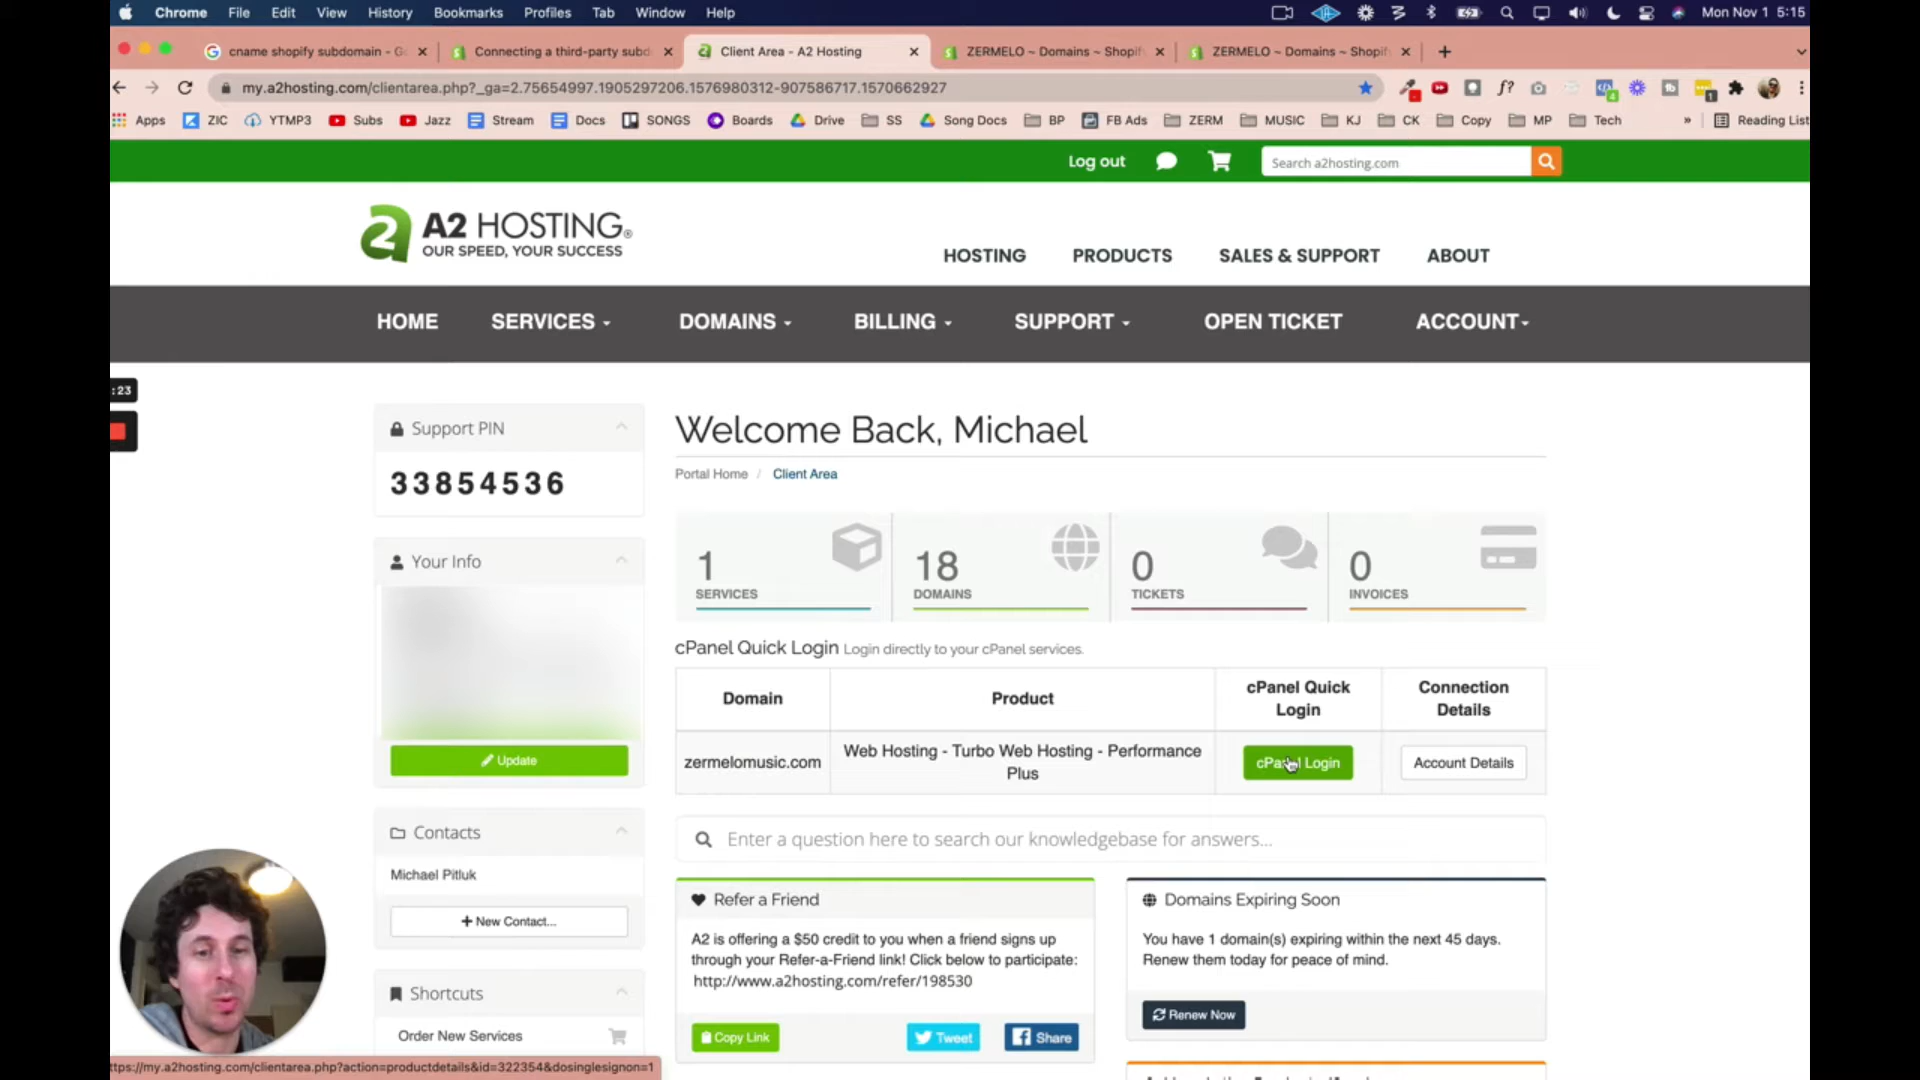 Chrome File Edit View History Bookmarks Profiles Tab Window Help Mon Nov 1 5:15
cname shopify subdomain - G
Connecting a third-party subd
Client Area - A2 Hosting
ZERMELO ~ Domains ~ Shopif
ZERMELO ~ Domains ~ Shopif
my.a2hosting.com/clientarea.php?_ga=2.75654997.1905297206.1576980312-907586717.1570662927
Apps ZIC YTMP3 Subs Jazz Stream Docs SONGS Boards Drive SS Song Docs BP FB Ads ZERM MUSIC KJ CK Copy MP Tech » Reading List
Log out
Search a2hosting.com
A2 HOSTING®
OUR SPEED, YOUR SUCCESS
HOSTING PRODUCTS SALES & SUPPORT ABOUT
HOME SERVICES DOMAINS BILLING SUPPORT OPEN TICKET ACCOUNT
:23
Support PIN
33854536
Your Info
Update
Contacts
Michael Pitluk
New Contact...
Shortcuts
Order New Services
Welcome Back, Michael
Portal Home / Client Area
1
SERVICES
18
DOMAINS
0
TICKETS
0
INVOICES
cPanel Quick Login Login directly to your cPanel services.
Domain
Product
cPanel Quick
Login
Connection
Details
zermelomusic.com
Web Hosting - Turbo Web Hosting - Performance
Plus
cPanel Login
Account Details
Enter a question here to search our knowledgebase for answers...
Refer a Friend
A2 is offering a $50 credit to you when a friend signs up
through your Refer-a-Friend link! Click below to participate:
http://www.a2hosting.com/refer/198530
Copy Link
Tweet
Share
Domains Expiring Soon
You have 1 domain(s) expiring within the next 45 days.
Renew them today for peace of mind.
Renew Now
ttps://my.a2hosting.com/clientarea.php?action=productdetails&id=322354&dosinglesignon=1